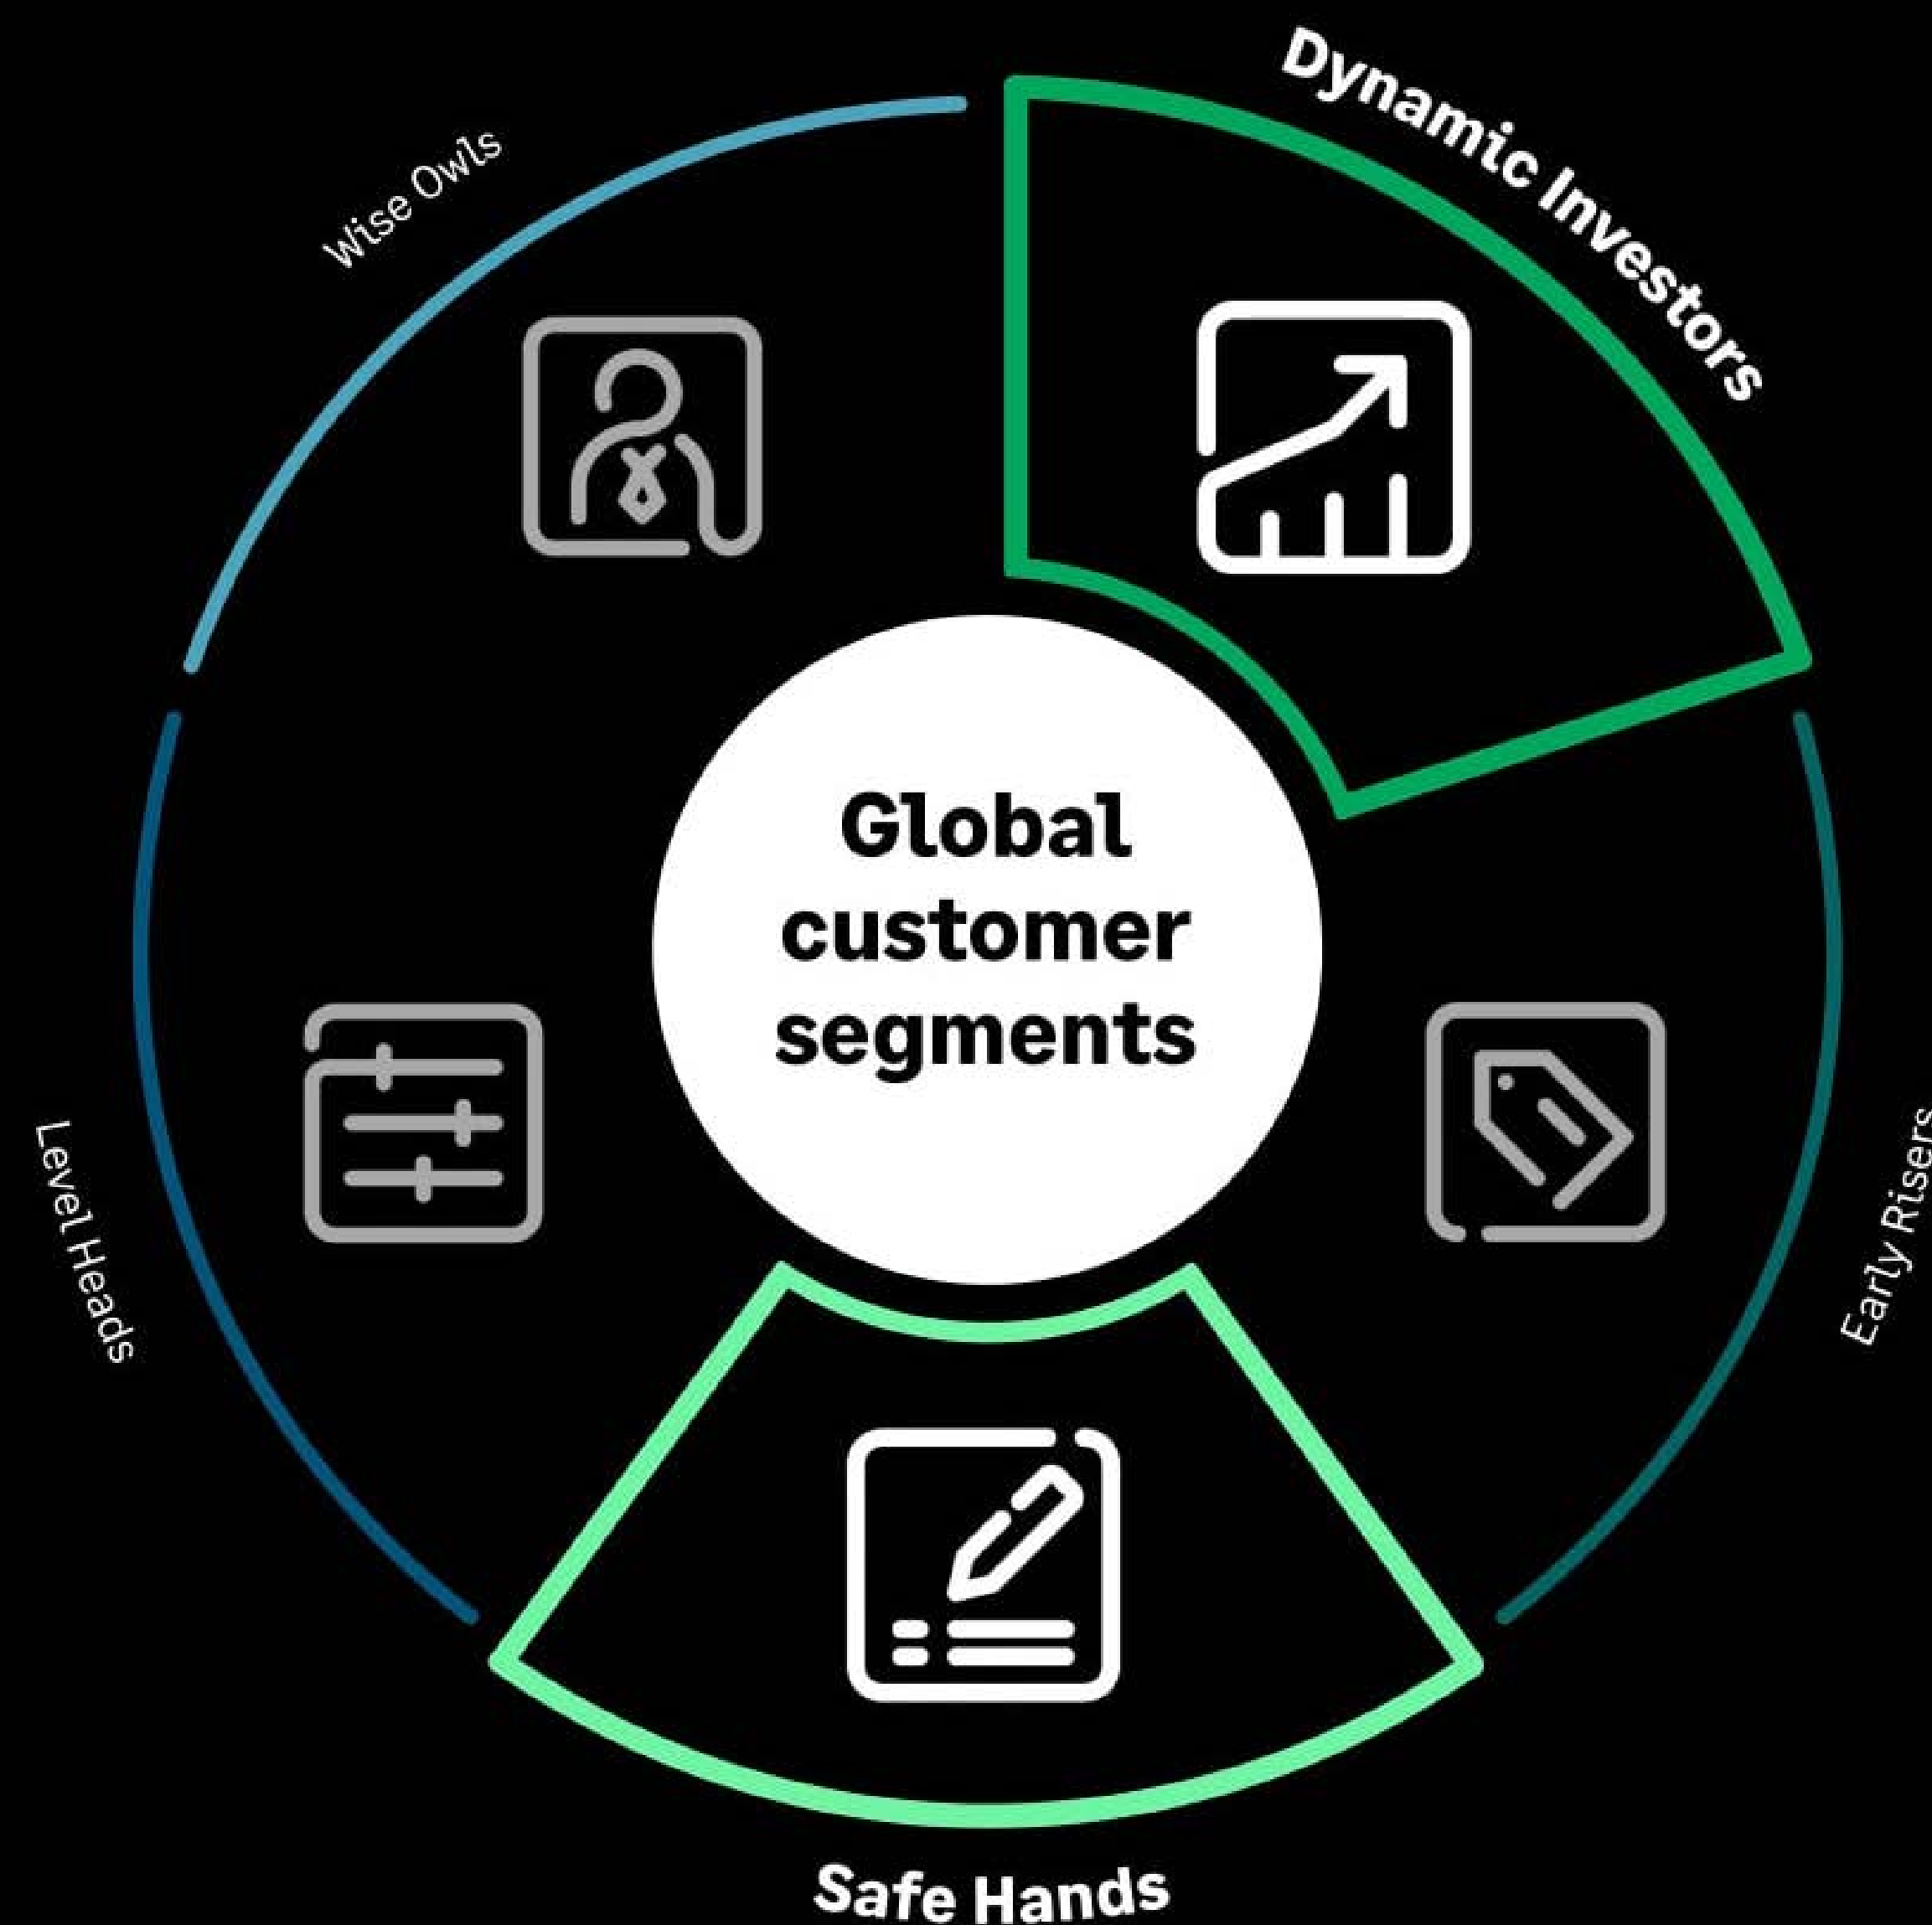 Dynamic Investors
Wise Owls
Global
customer
segments
Level Heads
Early Risers
Safe Hands